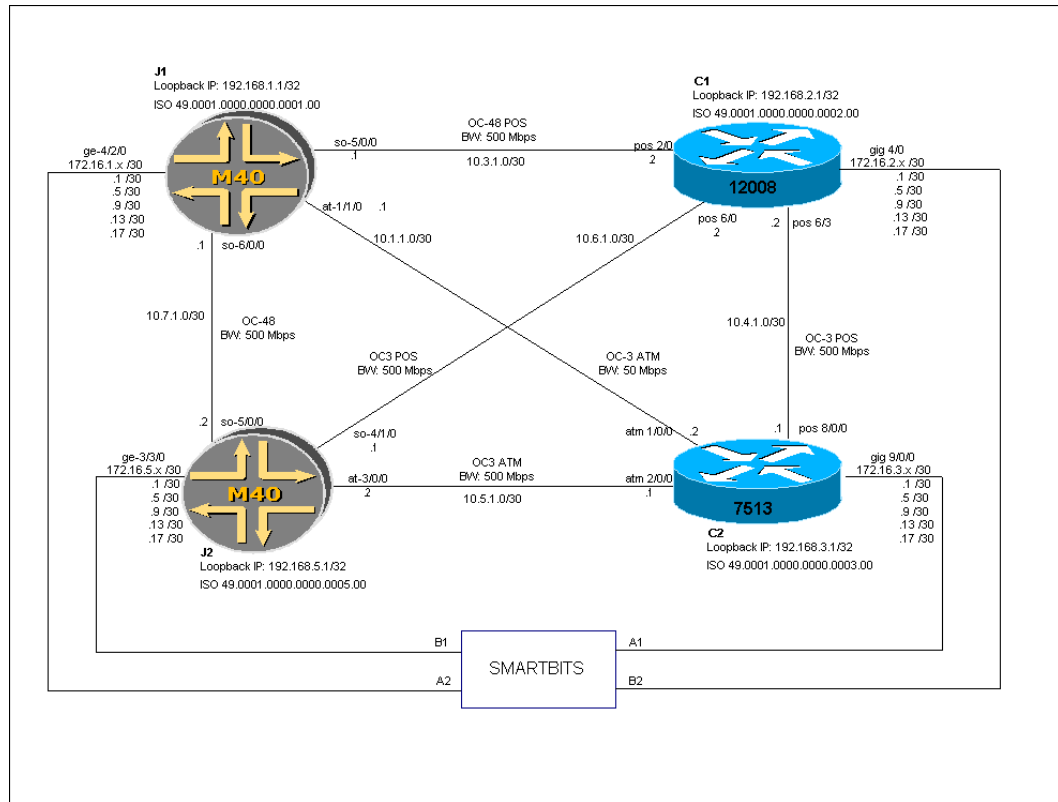 J1
Loopback IP: 192.168.1.1/32
ISO 49.0001.0000.0000.0001.00
C1
Loopback IP: 192.168.2.1/32
ISO 49.0001.0000.0000.0002.00
ge-4/2/0
172.16.1.x /30
.1 /30
.5 /30
.9 /30
.13 /30
.17 /30
M40
so-5/0/0
.1
OC-48 POS
BW: 500 Mbps
10.3.1.0/30
pos 2/0
.2
12008
gig 4/0
172.16.2.x /30
.1 /30
.5 /30
.9 /30
.13 /30
.17 /30
at-1/1/0
.1
10.1.1.0/30
10.6.1.0/30
pos 6/0
.2
.2
pos 6/3
.1
so-6/0/0
10.7.1.0/30
OC-48
BW: 500 Mbps
OC3 POS
BW: 500 Mbps
OC-3 ATM
BW: 50 Mbps
10.4.1.0/30
OC-3 POS
BW: 500 Mbps
.2
so-5/0/0
so-4/1/0
.1
atm 1/0/0
.2
.1
pos 8/0/0
ge-3/3/0
172.16.5.x /30
.1 /30
.5 /30
.9 /30
.13 /30
.17 /30
M40
at-3/0/0
.2
OC3 ATM
BW: 500 Mbps
10.5.1.0/30
atm 2/0/0
.1
7513
gig 9/0/0
172.16.3.x /30
.1 /30
.5 /30
.9 /30
.13 /30
.17 /30
J2
Loopback IP: 192.168.5.1/32
ISO 49.0001.0000.0000.0005.00
C2
Loopback IP: 192.168.3.1/32
ISO 49.0001.0000.0000.0003.00
B1
A2
SMARTBITS
A1
B2